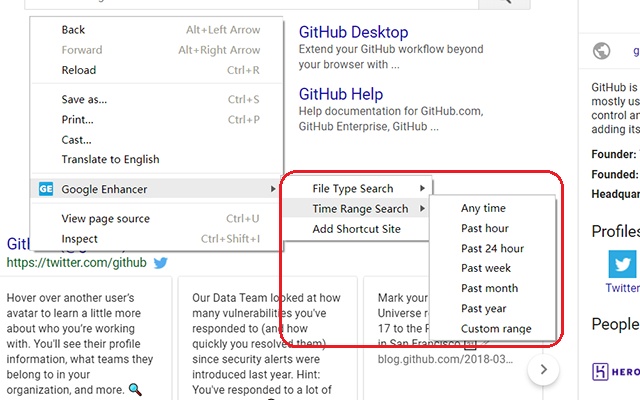 Back Alt+Left Arrow
Forward Alt+Right Arrow
Reload Ctrl+R
Save as... Ctrl+S
Print... Ctrl+P
Cast...
Translate to English
GE Google Enhancer
View page source Ctrl+U
Inspect Ctrl+Shift+I
File Type Search
Time Range Search
Add Shortcut Site
Any time
Past hour
Past 24 hour
Past week
Past month
Past year
Custom range
GitHub Desktop
Extend your GitHub workflow beyond
your browser with ...
GitHub Help
Help documentation for GitHub.com,
GitHub Enterprise, GitHub ...
https://twitter.com/github
Hover over another user's
avatar to learn a little more
about who you're working
with. You'll see their profile
information, what teams they
belong to in your
organization, and more.
Our Data Team looked at how
many vulnerabilities you've
responded to (and how
quickly you resolved them)
since security alerts were
introduced last year. Hint:
You've responded to a lot of
Mark your
Universe
17 to the
in San Francisco
blog.github.com/2018-03...
GitHub is
mostly us
control an
adding its
Founder:
Founded:
Headquar
Profiles
Twitter
People
HERO